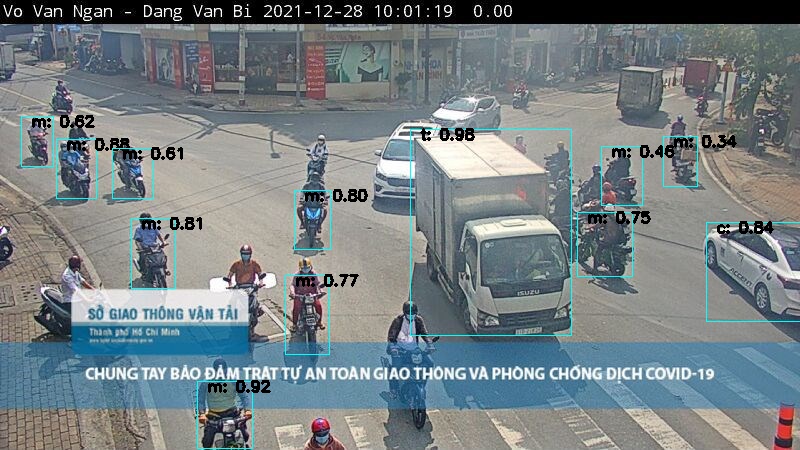 Vo Van Ngan - Dang Van Bi 2021-12-28 10:01:19 0.00
m: 0.62
t: 0.98
m: 0.88
m: 0.61
m: 0.46
m: 0.34
m: 0.80
m: 0.81
m: 0.75
c: 0.84
m: 0.77
ACCENT
ISUZU
SỞ GIAO THÔNG VẬN TẢI
Thành phố Hồ Chí Minh
CHUNG TAY BẢO ĐẢM TRẬT TỰ AN TOÀN GIAO THÔNG VÀ PHÒNG CHỐNG DỊCH COVID-19
m: 0.92